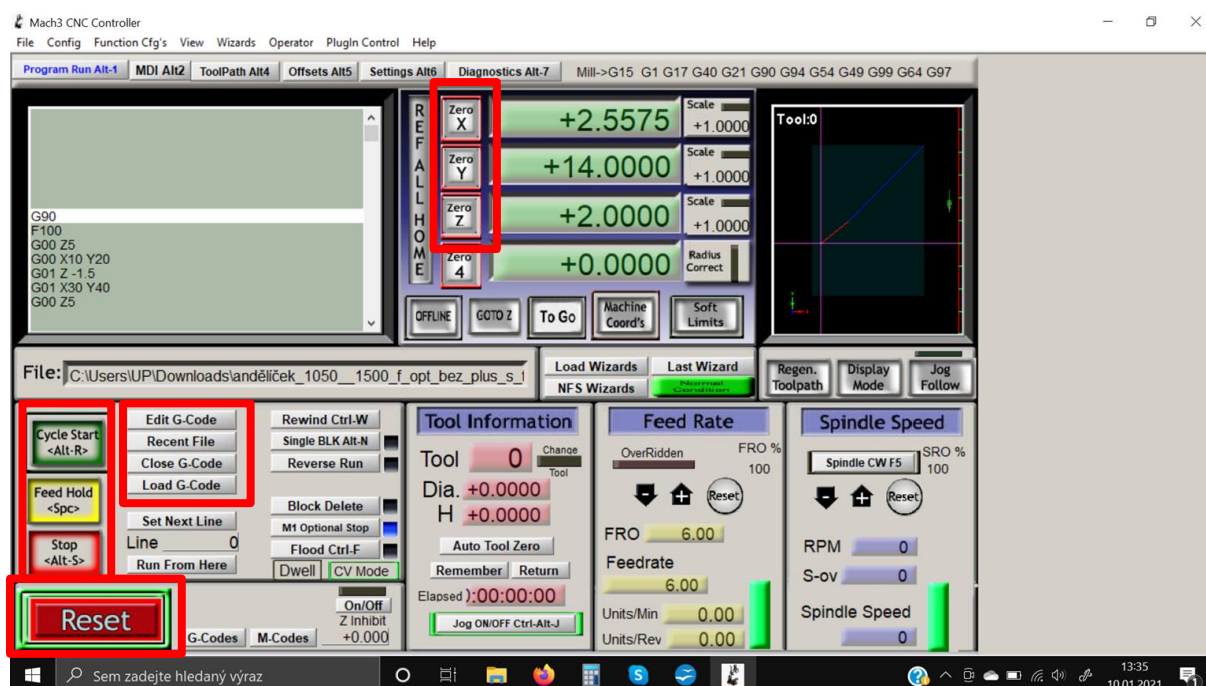 Mach3 CNC Controller
File Config Function Cfg's View Wizards Operator PlugIn Control Help
Program Run Alt-1 MDI Alt2 ToolPath Alt4 Offsets Alt5 Settings Alt6 Diagnostics Alt-7 Mill->G15 G1 G17 G40 G21 G90 G94 G54 G49 G99 G64 G97
G90
F100
G00 Z5
G00 X10 Y20
G01 Z -1.5
G01 X30 Y40
G00 Z5
REF ALL HOME
Zero X +2.5575 Scale +1.0000
Zero Y +14.0000 Scale +1.0000
Zero Z +2.0000 Scale +1.0000
Zero 4 +0.0000 Radius Correct
OFFLINE GOTO Z To Go Machine Coord's Soft Limits
Tool:0
File: C:\Users\UP\Downloads\andělíček_1050__1500_f_opt_bez_plus_s_
Load Wizards Last Wizard
NFS Wizards Normal Condition
Regen. Toolpath Display Mode Jog Follow
Cycle Start <Alt-R>
Feed Hold <Spc>
Stop <Alt-S>
Reset
Edit G-Code
Recent File
Close G-Code
Load G-Code
Set Next Line
Line 0
Run From Here
Rewind Ctrl-W
Single BLK Alt-N
Reverse Run
Block Delete
M1 Optional Stop
Flood Ctrl-F
Dwell CV Mode
On/Off
Z Inhibit
G-Codes M-Codes +0.000
Tool Information
Tool 0 Change Tool
Dia. +0.0000
H +0.0000
Auto Tool Zero
Remember Return
Elapsed ):00:00:00
Jog ON/OFF Ctrl-Alt-J
Feed Rate
OverRidden FRO %
100
Reset
FRO 6.00
Feedrate
6.00
Units/Min 0.00
Units/Rev 0.00
Spindle Speed
Spindle CW F5 SRO %
100
Reset
RPM 0
S-ov 0
Spindle Speed
0
Sem zadejte hledaný výraz
13:35
10.01.2021